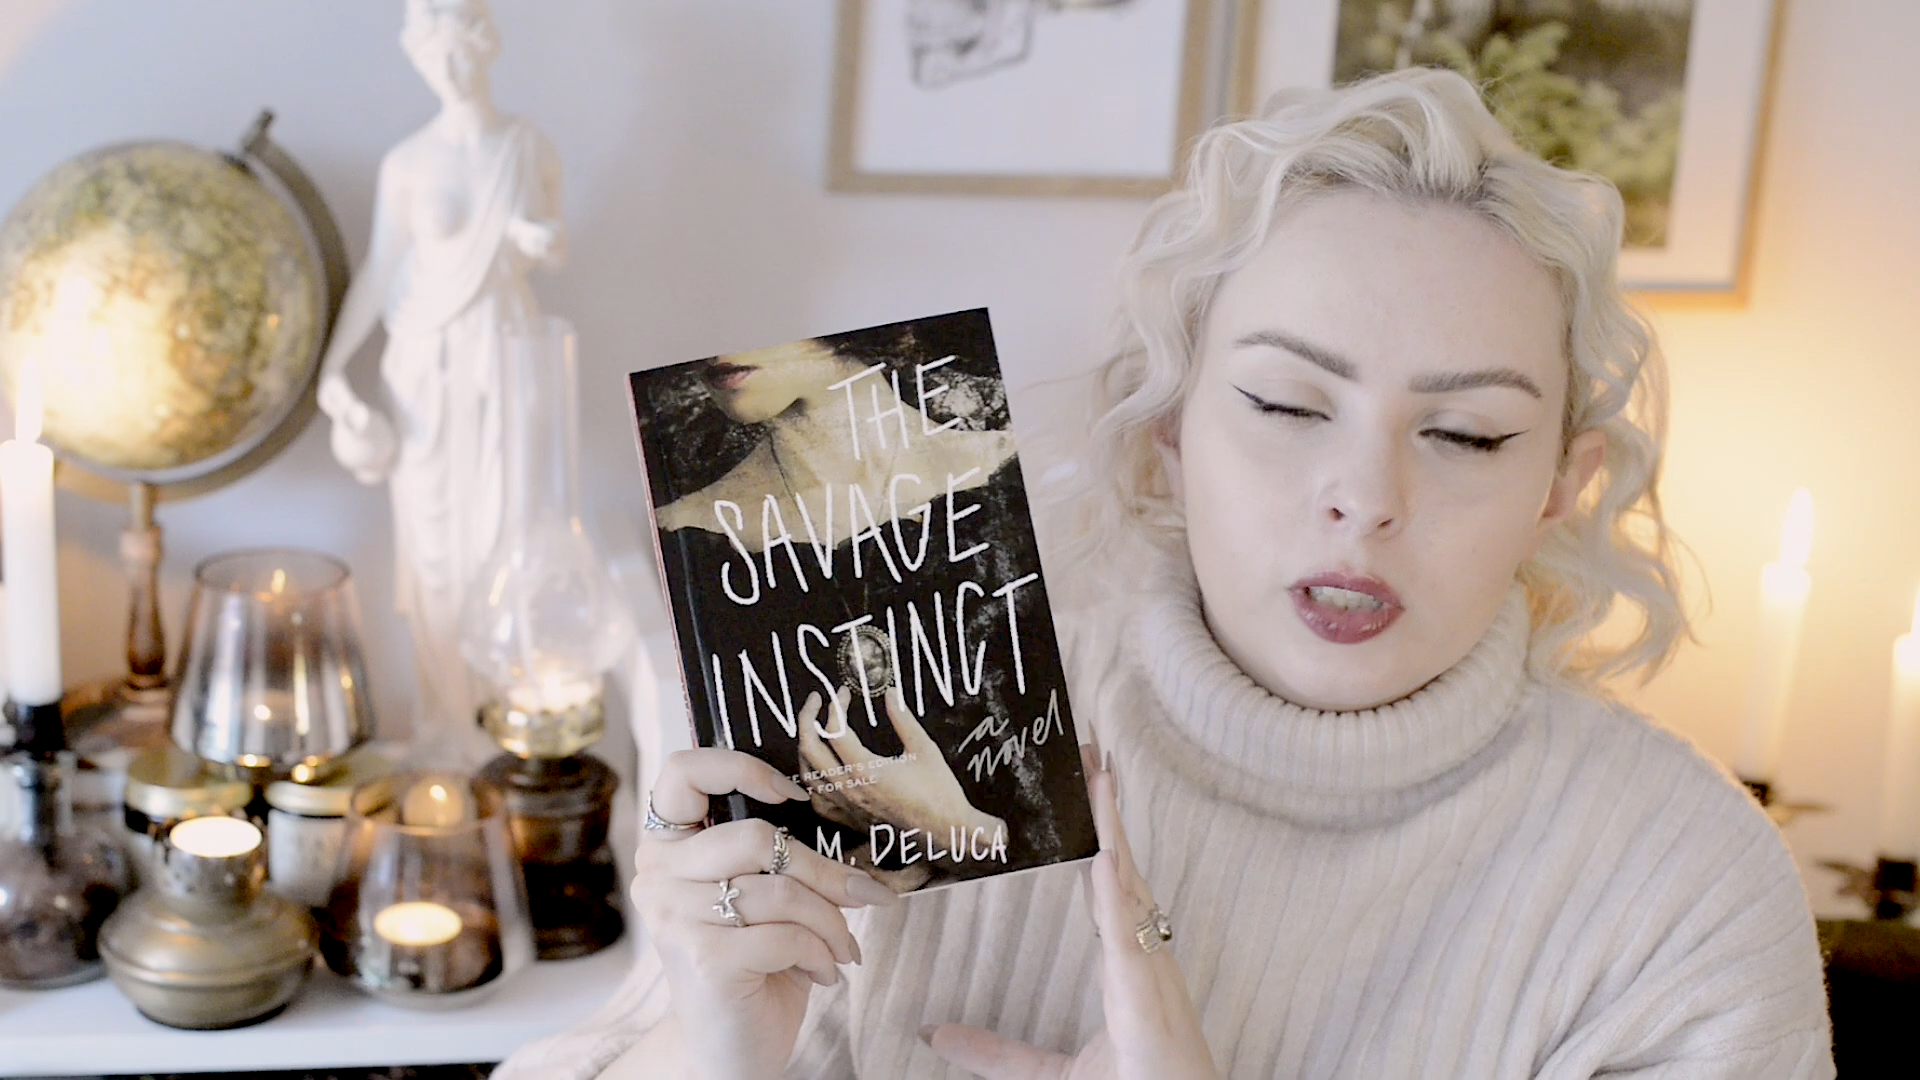 THE
SAVAGE
INSTINCT
a
novel
READER'S EDITION
FOR SALE
M. DELUCA